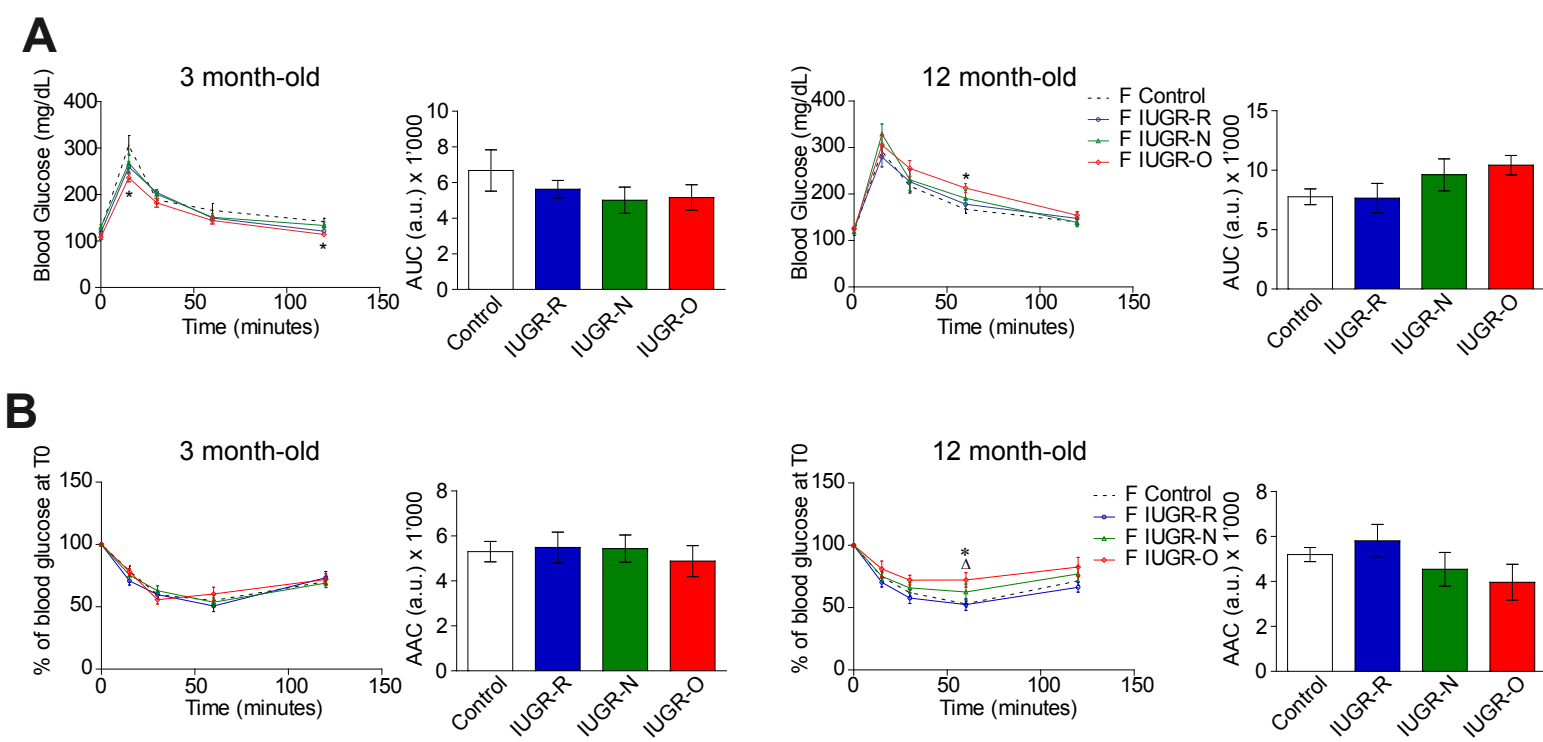 A
3 month-old
Blood Glucose (mg/dL)
400
300
200
100
0
0
50
100
150
Time (minutes)
AUC (a.u.) x 1'000
10
8
6
4
2
0
Control
IUGR-R
IUGR-N
IUGR-O
*
*
12 month-old
Blood Glucose (mg/dL)
400
300
200
100
0
0
50
100
150
Time (minutes)
*
F Control
F IUGR-R
F IUGR-N
F IUGR-O
AUC (a.u.) x 1'000
15
10
5
0
Control
IUGR-R
IUGR-N
IUGR-O
B
3 month-old
% of blood glucose at T0
150
100
50
0
0
50
100
150
Time (minutes)
AAC (a.u.) x 1'000
8
6
4
2
0
Control
IUGR-R
IUGR-N
IUGR-O
12 month-old
% of blood glucose at T0
150
100
50
0
0
50
100
150
Time (minutes)
*
Δ
F Control
F IUGR-R
F IUGR-N
F IUGR-O
AAC (a.u.) x 1'000
8
6
4
2
0
Control
IUGR-R
IUGR-N
IUGR-O